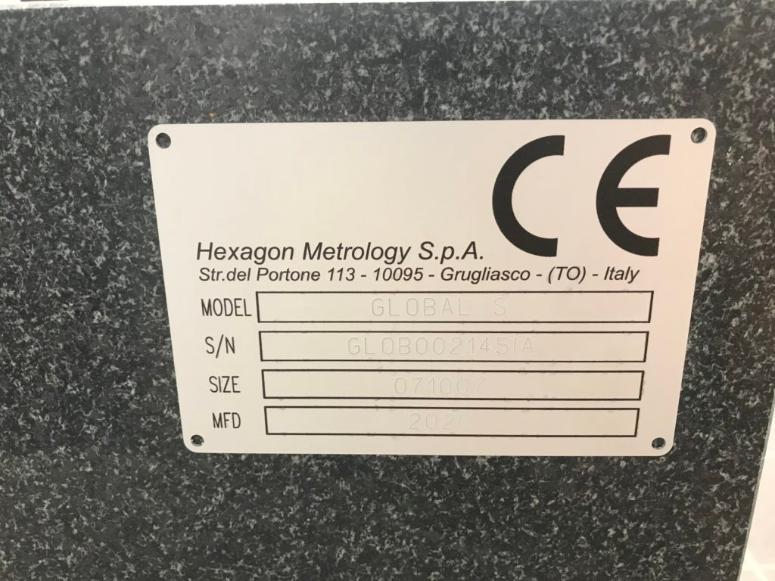 CE
Hexagon Metrology S.p.A.
Str.del Portone 113 - 10095 - Grugliasco - (TO) - Italy
MODEL GLOBAL S
S/N
SIZE 071007
MFD